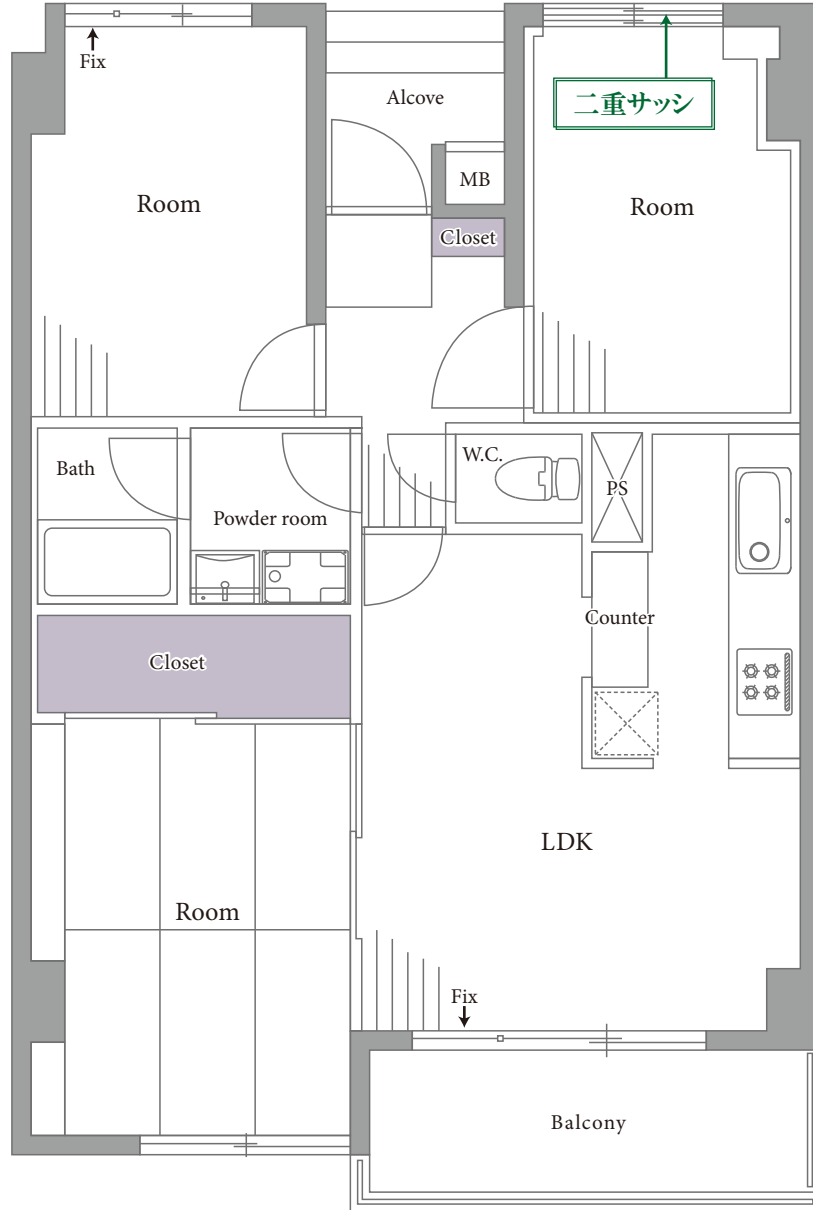 Fix
Alcove
二重サッシ
MB
Room
Room
Closet
W.C.
Bath
PS
Powder room
Counter
Closet
LDK
Room
Fix
Balcony